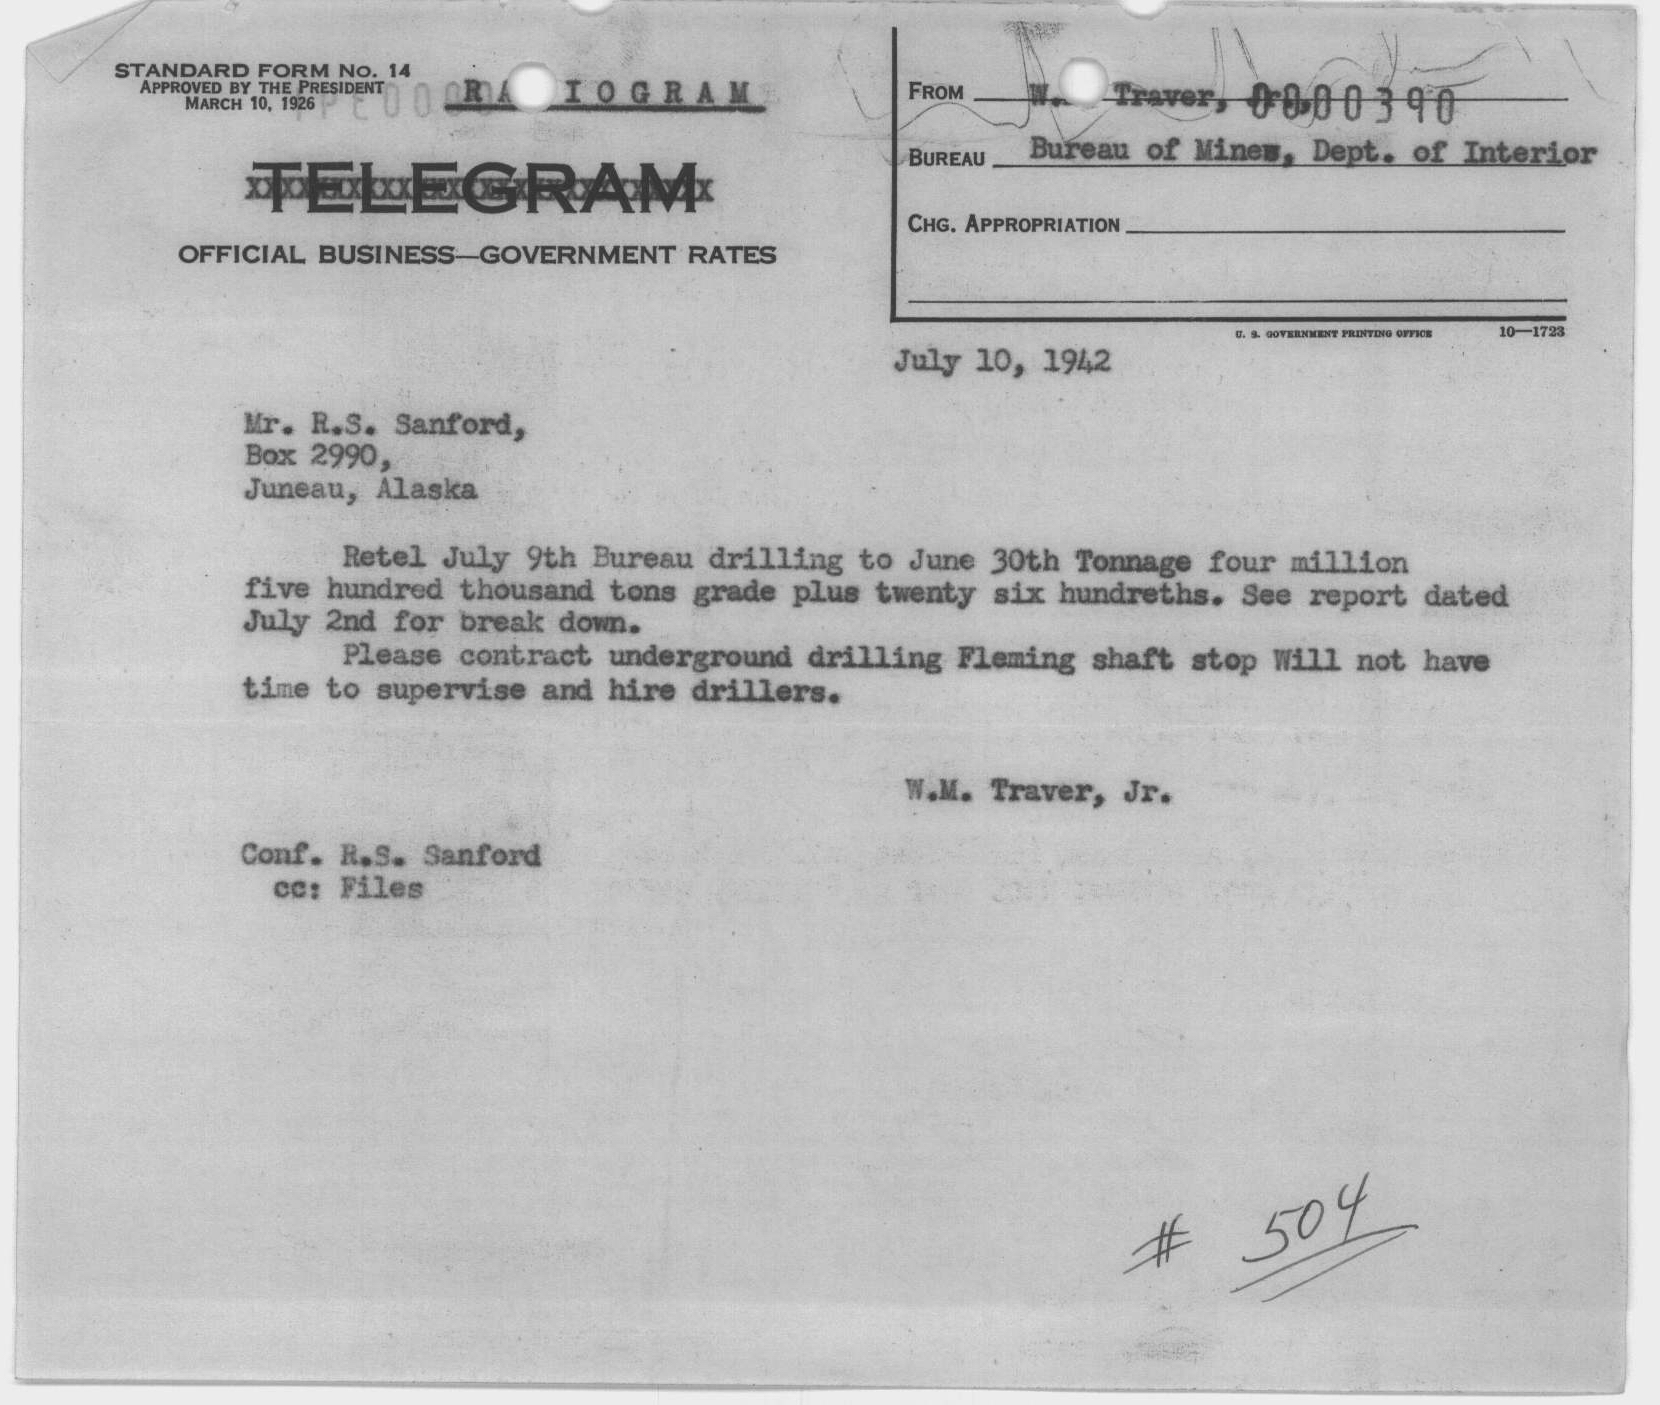 STANDARD FORM No. 14
APPROVED BY THE PRESIDENT
MARCH 10, 1926
RA IOGRAM
TELEGRAM
XXXXXXXXXXXXXXXXXXXXXXXXXXXX
OFFICIAL BUSINESS—GOVERNMENT RATES
FROM W. Traver, Jr., 0000390
BUREAU Bureau of Mines, Dept. of Interior
CHG. APPROPRIATION
U. S. GOVERNMENT PRINTING OFFICE 10—1723
July 10, 1942
Mr. R.S. Sanford,
Box 2990,
Juneau, Alaska
Retel July 9th Bureau drilling to June 30th Tonnage four million
five hundred thousand tons grade plus twenty six hundreths. See report dated
July 2nd for break down.
Please contract underground drilling Fleming shaft stop Will not have
time to supervise and hire drillers.
W.M. Traver, Jr.
Conf. R.S. Sanford
cc: Files
# 504